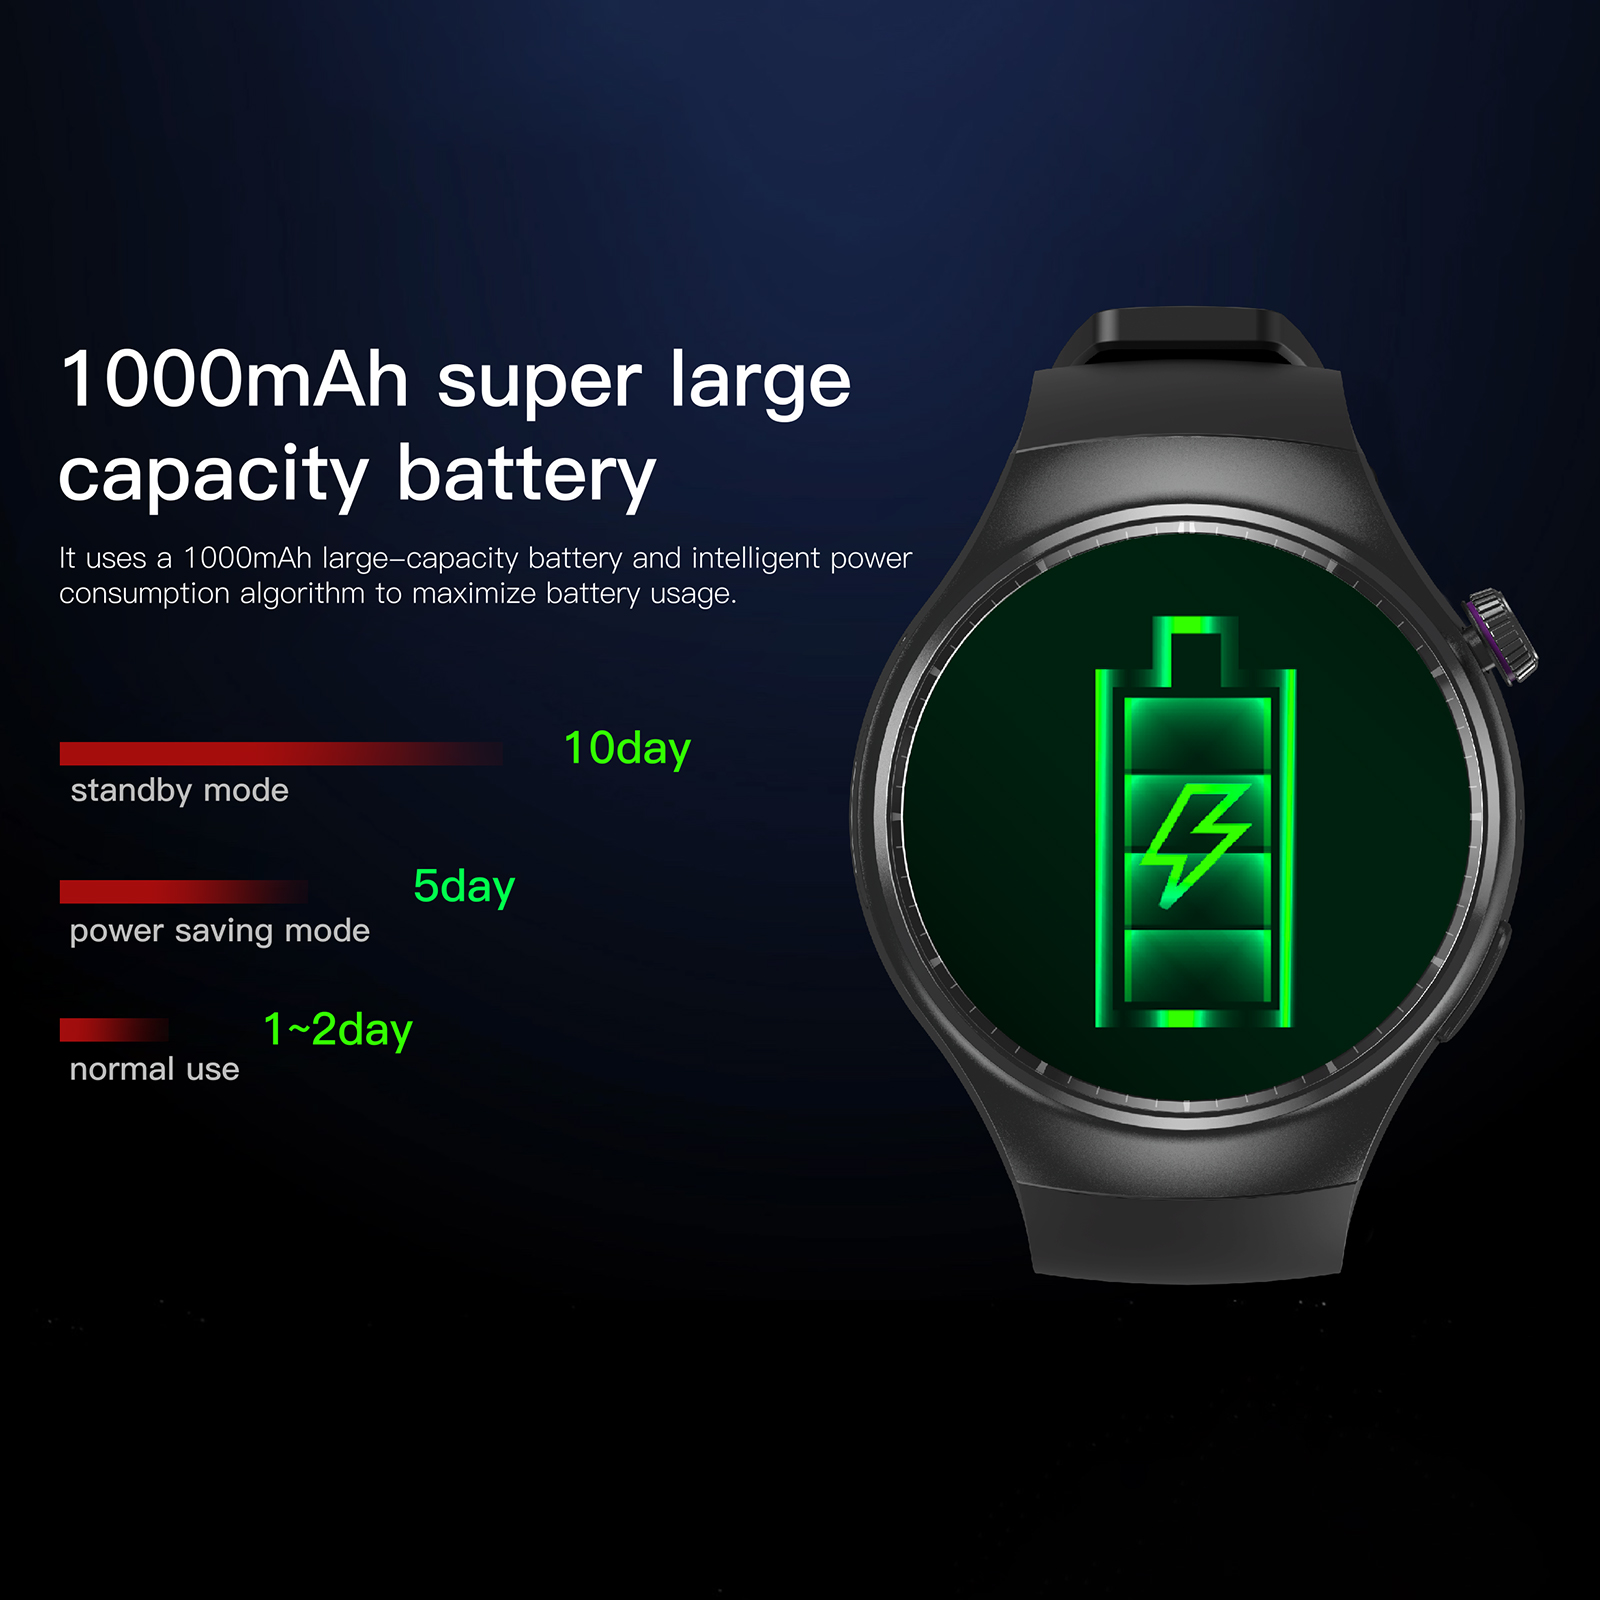 1000mAh super large
capacity battery
It uses a 1000mAh large-capacity battery and intelligent power
consumption algorithm to maximize battery usage.
10day
standby mode
5day
power saving mode
1~2day
normal use